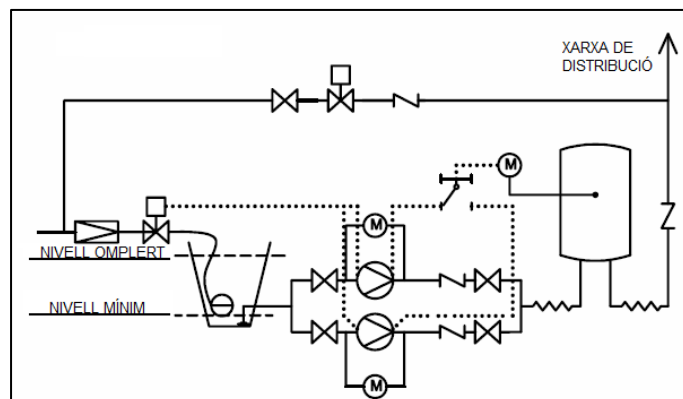 XARXA DE
DISTRIBUCIÓ
M
M
NIVELL OMPLERT
NIVELL MÍNIM
M